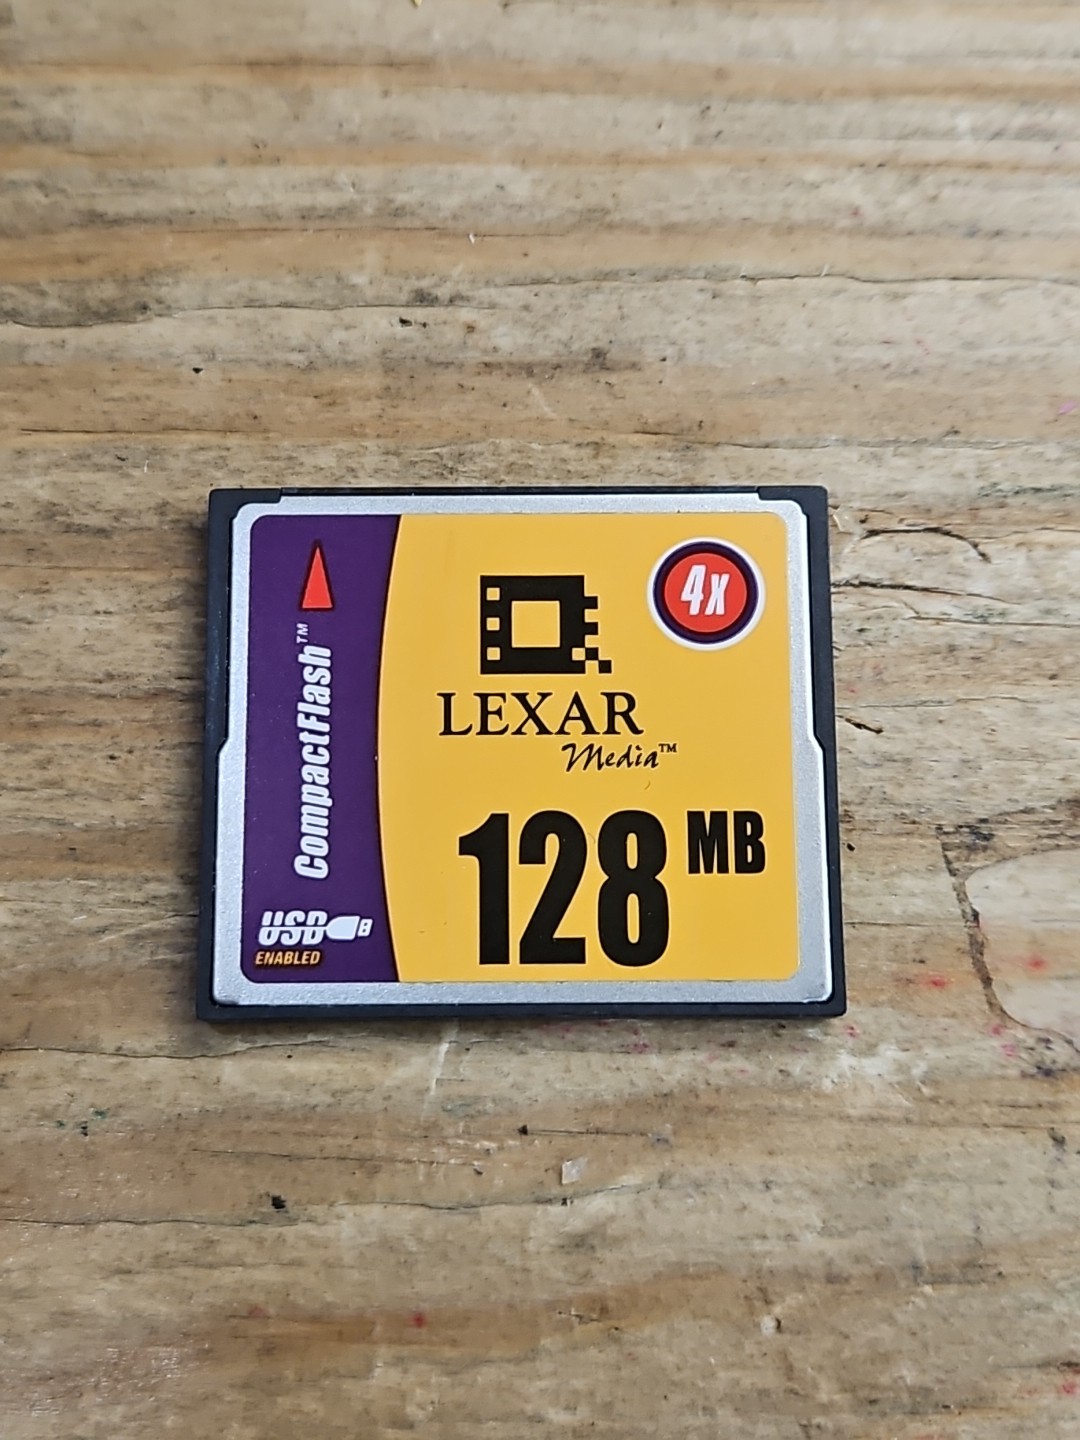 CompactFlash™
USB
ENABLED
4x
LEXAR
Media™
128 MB